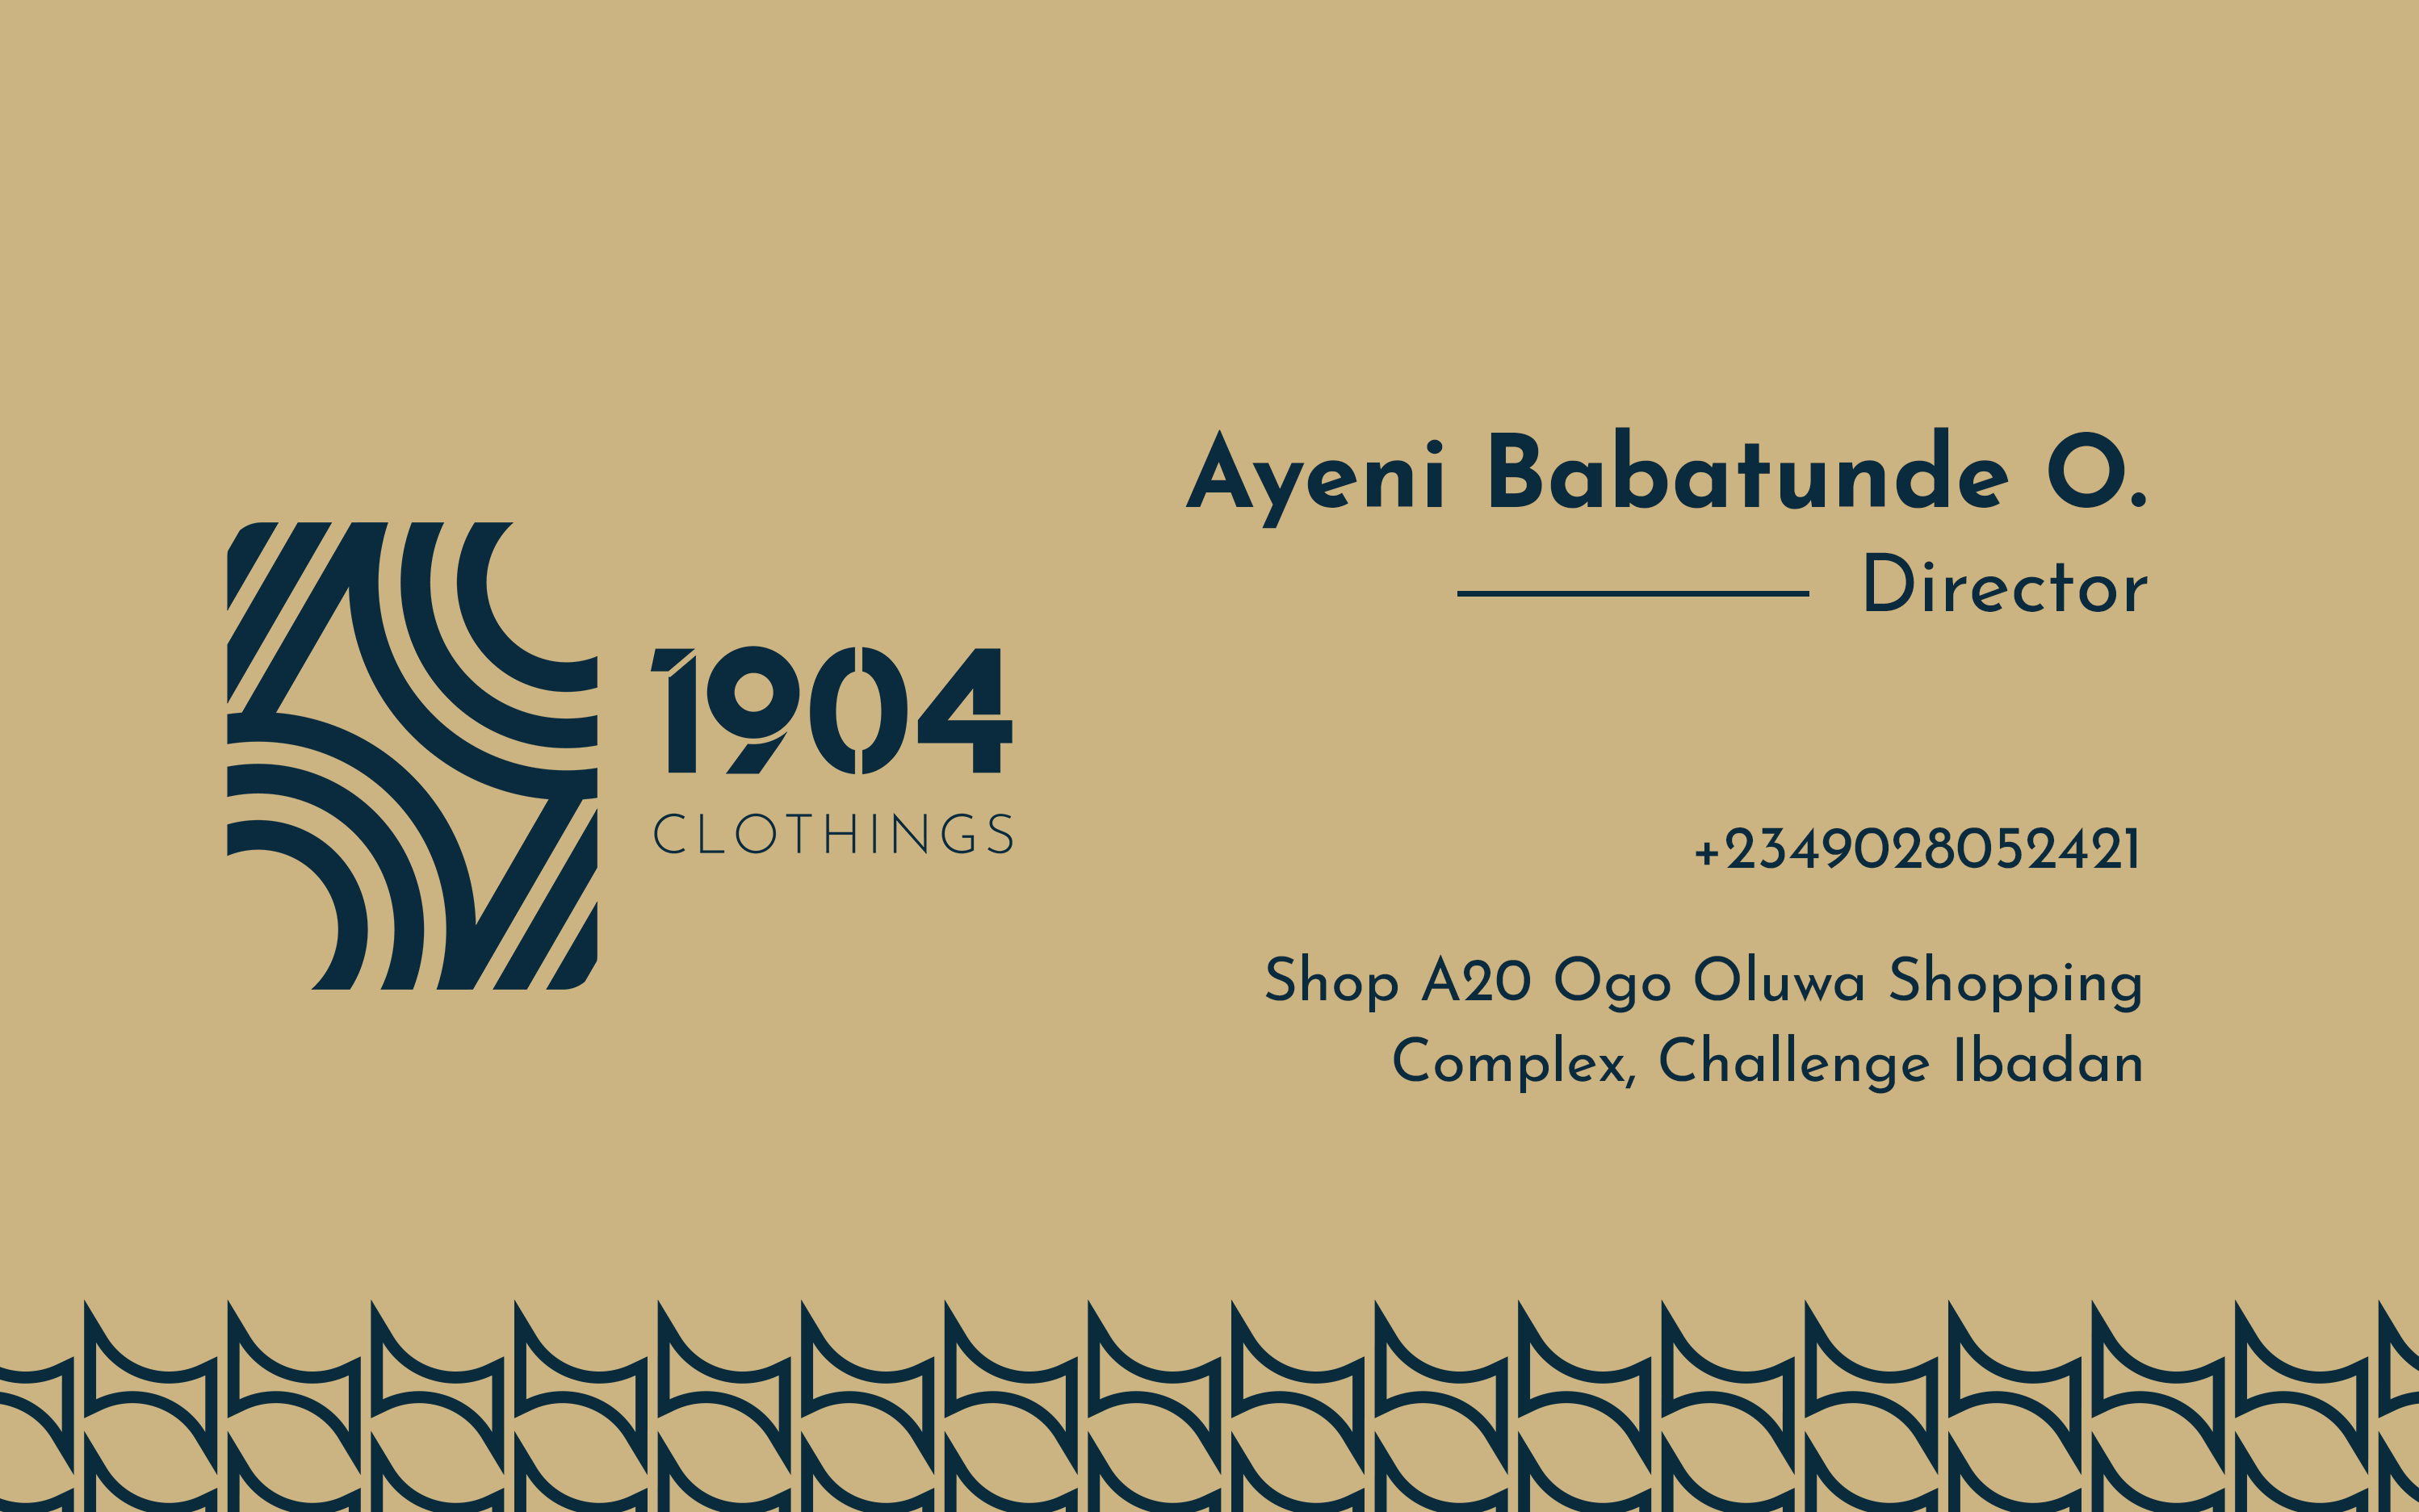 1904
CLOTHINGS
Ayeni Babatunde O.
Director
+2349028052421
Shop A20 Ogo Oluwa Shopping
Complex, Challenge Ibadan